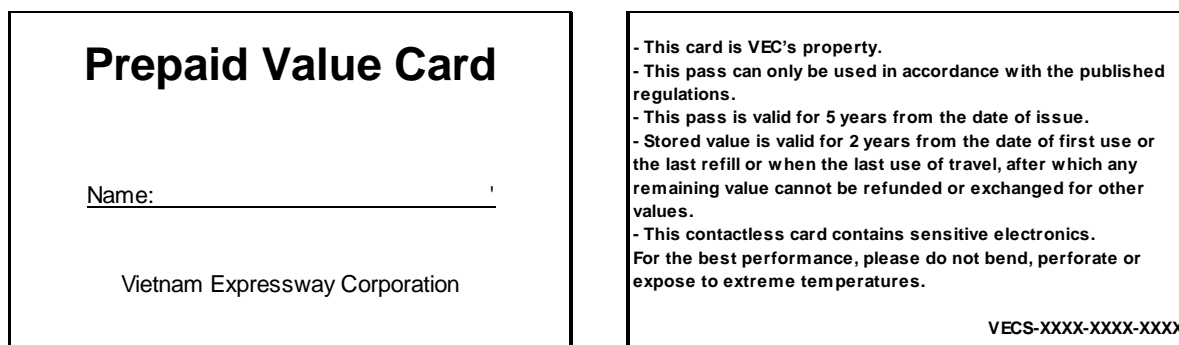 Prepaid Value Card
Name: '
Vietnam Expressway Corporation
- This card is VEC's property.
- This pass can only be used in accordance with the published
regulations.
- This pass is valid for 5 years from the date of issue.
- Stored value is valid for 2 years from the date of first use or
the last refill or when the last use of travel, after which any
remaining value cannot be refunded or exchanged for other
values.
- This contactless card contains sensitive electronics.
For the best performance, please do not bend, perforate or
expose to extreme temperatures.
VECS-XXXX-XXXX-XXXX